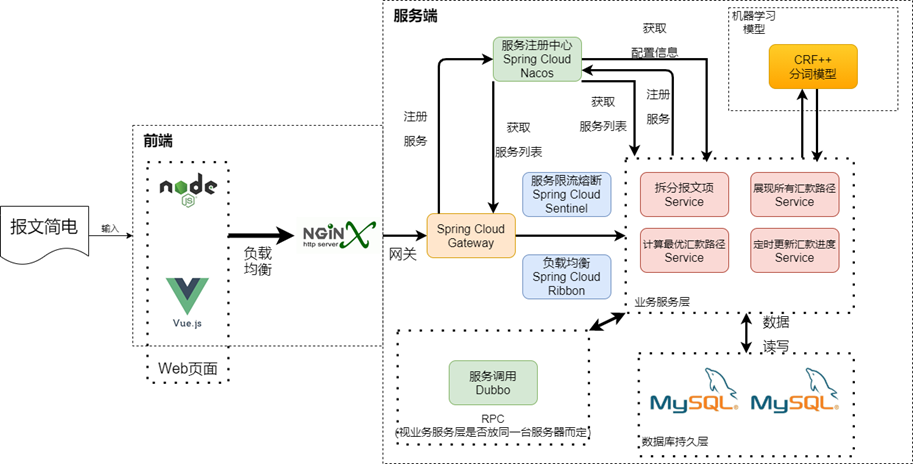 服务端
机器学习
模型
CRF++
分词模型
服务注册中心
Spring Cloud
Nacos
获取
配置信息
注册
服务
获取
服务列表
获取
服务列表
注册
服务
前端
node
JS
Vue.js
Web页面
报文简电
输入
负载
均衡
NGINX
http server
网关
Spring Cloud
Gateway
服务限流熔断
Spring Cloud
Sentinel
负载均衡
Spring Cloud
Ribbon
拆分报文项
Service
展现所有汇款路径
Service
计算最优汇款路径
Service
定时更新汇款进度
Service
业务服务层
数据
读写
服务调用
Dubbo
RPC
(视业务服务层是否放同一台服务器而定)
MySQL
MySQL
数据库持久层